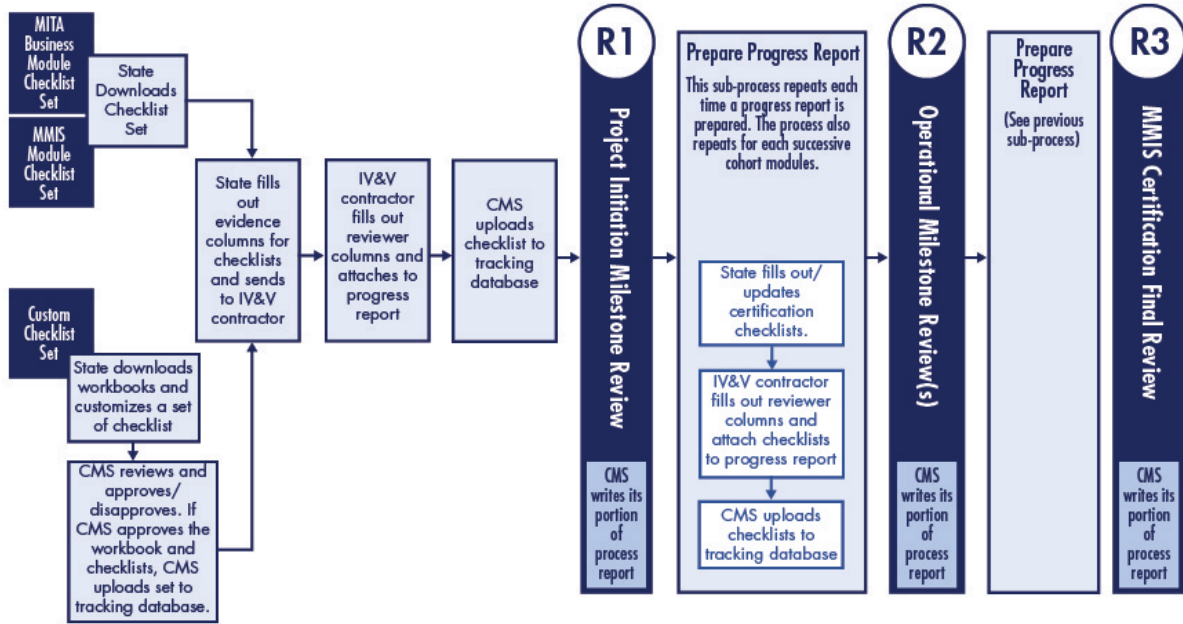 MITA
Business
Module
Checklist
Set
MMIS
Module
Checklist
Set
State
Downloads
Checklist
Set
Custom
Checklist
Set
State downloads
workbooks and
customizes a set
of checklist
CMS reviews and
approves/
disapproves. If
CMS approves the
workbook and
checklists, CMS
uploads set to
tracking database.
State fills
out
evidence
columns for
checklists
and sends
to IV&V
contractor
IV&V
contractor
fills out
reviewer
columns and
attaches to
progress
report
CMS
uploads
checklist to
tracking
database
R1
Project Initiation Milestone Review
CMS
writes its
portion
of
process
report
Prepare Progress Report
This sub-process repeats each
time a progress report is
prepared. The process also
repeats for each successive
cohort modules.
State fills out/
updates
certification
checklists.
IV&V contractor
fills out reviewer
columns and
attach checklists
to progress report
CMS uploads
checklists to
tracking database
R2
Operational Milestone Review(s)
CMS
writes its
portion
of
process
report
Prepare
Progress
Report
(See previous
sub-process)
R3
MMIS Certification Final Review
CMS
writes its
portion
of
process
report